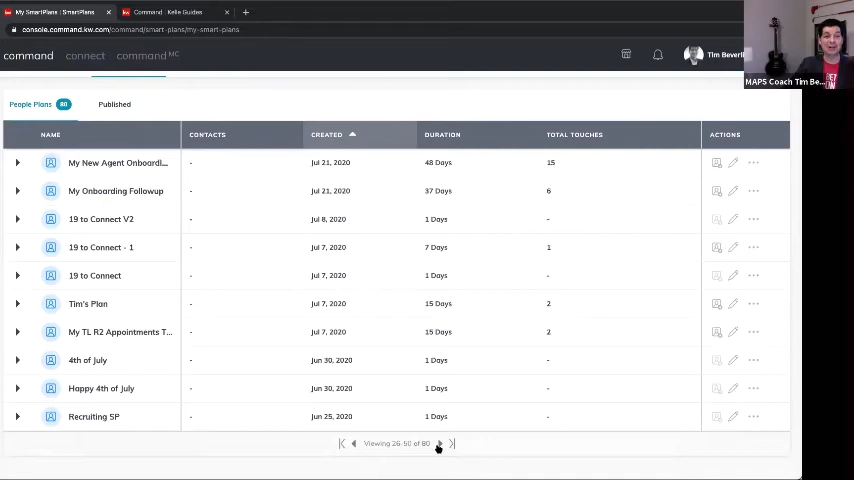 My SmartPlans | SmartPlans
Command | Kelle Guides
console.command.kw.com/command/smart-plans/my-smart-plans
command connect command MC
Tim Beverl
MAPS Coach Tim Be...
People Plans 80 Published
NAME CONTACTS CREATED DURATION TOTAL TOUCHES ACTIONS
My New Agent Onboardi... - Jul 21, 2020 48 Days 15
My Onboarding Followup - Jul 21, 2020 37 Days 6
19 to Connect V2 - Jul 8, 2020 1 Days -
19 to Connect - 1 - Jul 7, 2020 7 Days 1
19 to Connect - Jul 7, 2020 1 Days -
Tim's Plan - Jul 7, 2020 15 Days 2
My TL R2 Appointments T... - Jul 7, 2020 15 Days 2
4th of July - Jun 30, 2020 1 Days -
Happy 4th of July - Jun 30, 2020 1 Days -
Recruiting SP - Jun 25, 2020 1 Days -
Viewing 26-50 of 80